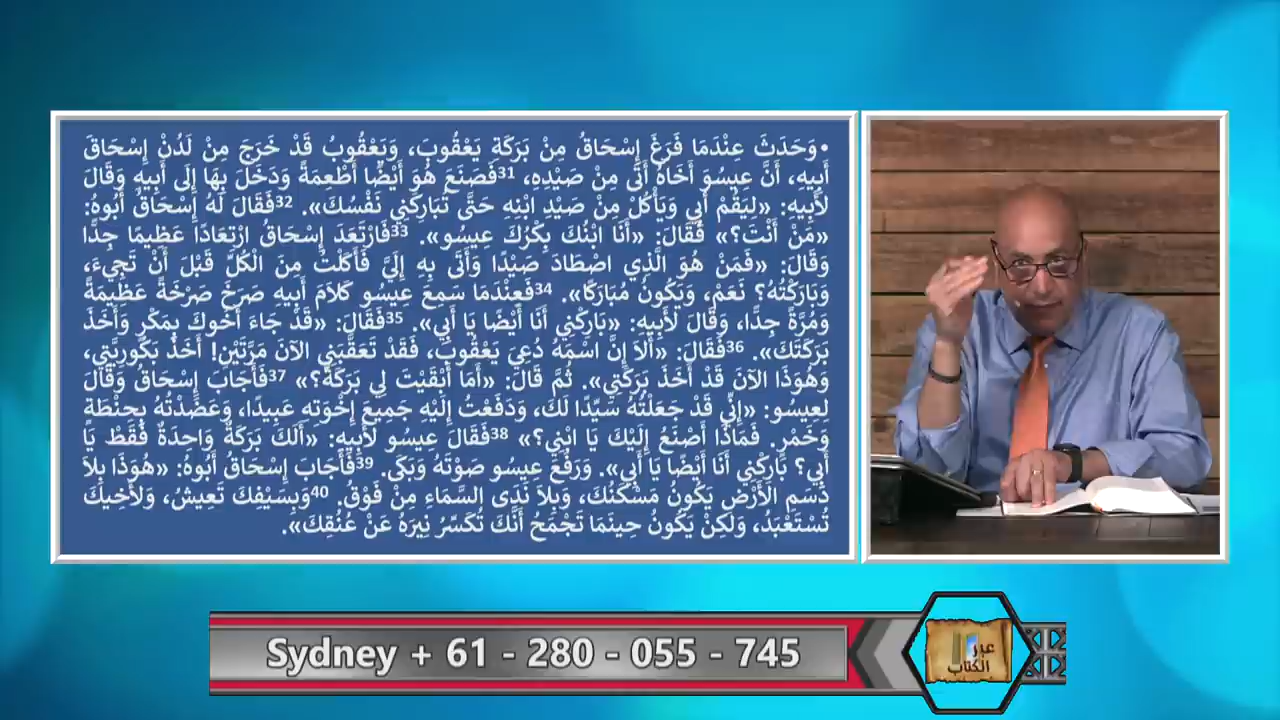 •وَحَدَثَ عِنْدَمَا فَرَغَ إِسْحَاقُ مِنْ بَرَكَةِ يَعْقُوبَ، وَيَعْقُوبُ قَدْ خَرَجَ مِنْ لَدُنْ إِسْحَاقَ
أَبِيهِ، أَنَّ عِيسُوَ أَخَاهُ أَتَى مِنْ صَيْدِهِ، 31فَصَنَعَ هُوَ أَيْضًا أَطْعِمَةً وَدَخَلَ بِهَا إِلَى أَبِيهِ وَقَالَ
لأَبِيهِ: «لِيَقُمْ أَبِي وَيَأْكُلْ مِنْ صَيْدِ ابْنِهِ حَتَّى تُبَارِكَنِي نَفْسُكَ». 32فَقَالَ لَهُ إِسْحَاقُ أَبُوهُ:
«مَنْ أَنْتَ؟» فَقَالَ: «أَنَا ابْنُكَ بِكْرُكَ عِيسُو». 33فَارْتَعَدَ إِسْحَاقُ ارْتِعَادًا عَظِيمًا جِدًّا
وَقَالَ: «فَمَنْ هُوَ الَّذِي اصْطَادَ صَيْدًا وَأَتَى بِهِ إِلَيَّ فَأَكَلْتُ مِنَ الْكُلِّ قَبْلَ أَنْ تَجِيءَ،
وَبَارَكْتُهُ؟ نَعَمْ، وَيَكُونُ مُبَارَكًا». 34فَعِنْدَمَا سَمِعَ عِيسُو كَلاَمَ أَبِيهِ صَرَخَ صَرْخَةً عَظِيمَةً
وَمُرَّةً جِدًّا، وَقَالَ لأَبِيهِ: «بَارِكْنِي أَنَا أَيْضًا يَا أَبِي». 35فَقَالَ: «قَدْ جَاءَ أَخُوكَ بِمَكْرٍ وَأَخَذَ
بَرَكَتَكَ». 36فَقَالَ: «أَلاَ إِنَّ اسْمَهُ دُعِيَ يَعْقُوبَ، فَقَدْ تَعَقَّبَنِي الآنَ مَرَّتَيْنِ! أَخَذَ بَكُورِيَّتِي،
وَهُوَذَا الآنَ قَدْ أَخَذَ بَرَكَتِي». ثُمَّ قَالَ: «أَمَا أَبْقَيْتَ لِي بَرَكَةً؟» 37فَأَجَابَ إِسْحَاقُ وَقَالَ
لِعِيسُو: «إِنِّي قَدْ جَعَلْتُهُ سَيِّدًا لَكَ، وَدَفَعْتُ إِلَيْهِ جَمِيعَ إِخْوَتِهِ عَبِيدًا، وَعَضَدْتُهُ بِحِنْطَةٍ
وَخَمْرٍ. فَمَاذَا أَصْنَعُ إِلَيْكَ يَا ابْنِي؟» 38فَقَالَ عِيسُو لأَبِيهِ: «أَلَكَ بَرَكَةٌ وَاحِدَةٌ فَقَطْ يَا
أَبِي؟ بَارِكْنِي أَنَا أَيْضًا يَا أَبِي». وَرَفَعَ عِيسُو صَوْتَهُ وَبَكَى. 39فَأَجَابَ إِسْحَاقُ أَبُوهُ: «هُوَذَا بِلاَ
دَسَمِ الأَرْضِ يَكُونُ مَسْكَنُكَ، وَبِلاَ نَدَى السَّمَاءِ مِنْ فَوْقُ. 40وَبِسَيْفِكَ تَعِيشُ، وَلأَخِيكَ
تُسْتَعْبَدُ، وَلكِنْ يَكُونُ حِينَمَا تَجْمَحُ أَنَّكَ تُكَسِّرُ نِيرَهُ عَنْ عُنُقِكَ».
Sydney + 61 - 280 - 055 - 745
عبر
الكتاب